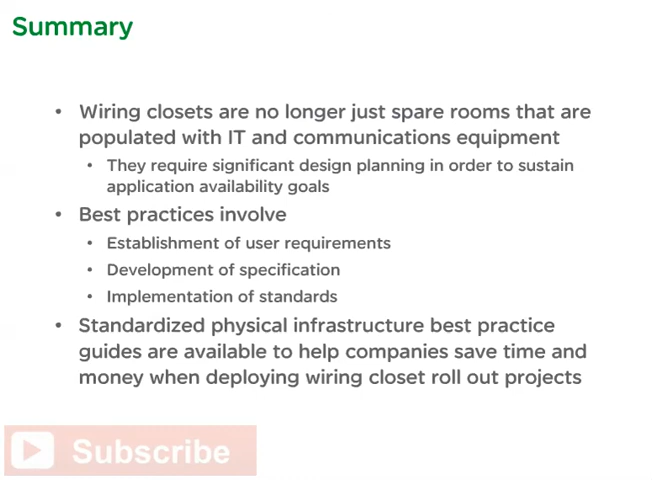 Summary
• Wiring closets are no longer just spare rooms that are
populated with IT and communications equipment
• They require significant design planning in order to sustain
application availability goals
• Best practices involve
• Establishment of user requirements
• Development of specification
• Implementation of standards
• Standardized physical infrastructure best practice
guides are available to help companies save time and
money when deploying wiring closet roll out projects
Subscribe